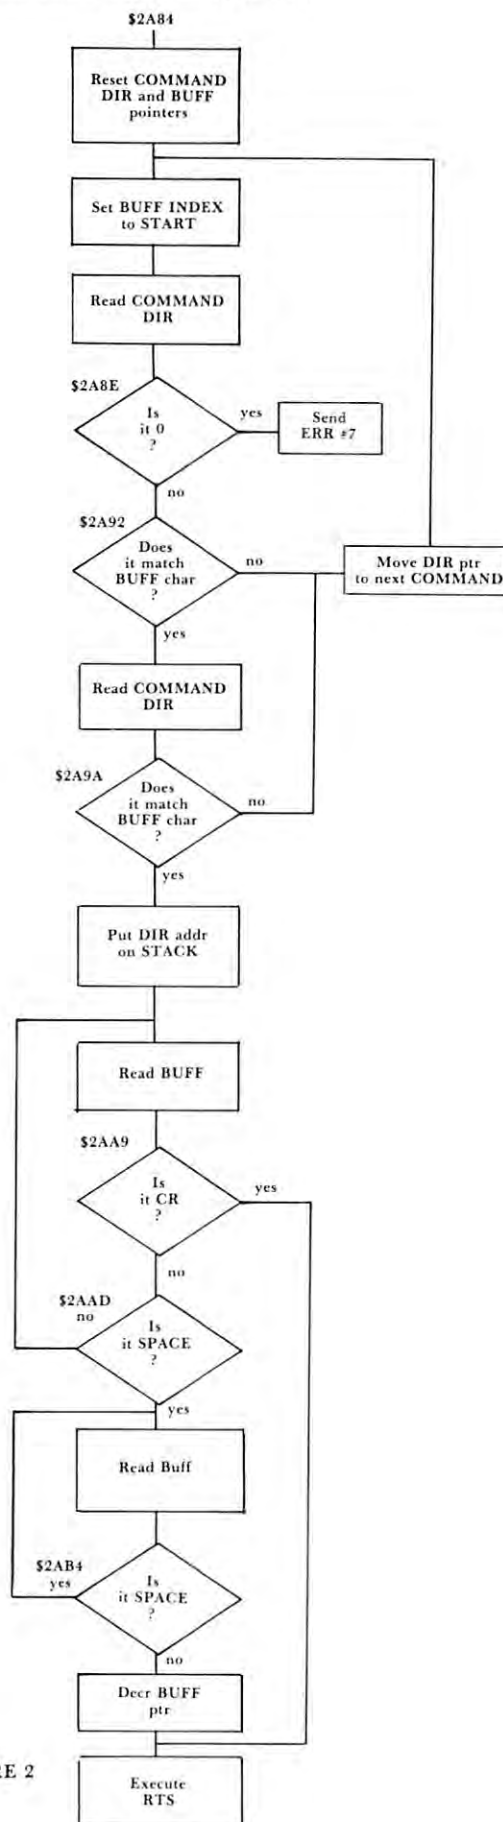 $2A84
Reset COMMAND
DIR and BUFF
pointers
Set BUFF INDEX
to START
Read COMMAND
DIR
$2A8E
Is
it 0
?
yes
Send
ERR #7
no
$2A92
Does
it match
BUFF char
?
no
Move DIR ptr
to next COMMAND
yes
Read COMMAND
DIR
$2A9A
Does
it match
BUFF char
?
no
yes
Put DIR addr
on STACK
Read BUFF
$2AA9
Is
it CR
?
yes
no
$2AAD
no
Is
it SPACE
?
yes
Read Buff
$2AB4
yes
Is
it SPACE
?
no
Decr BUFF
ptr
RE 2
Execute
RTS